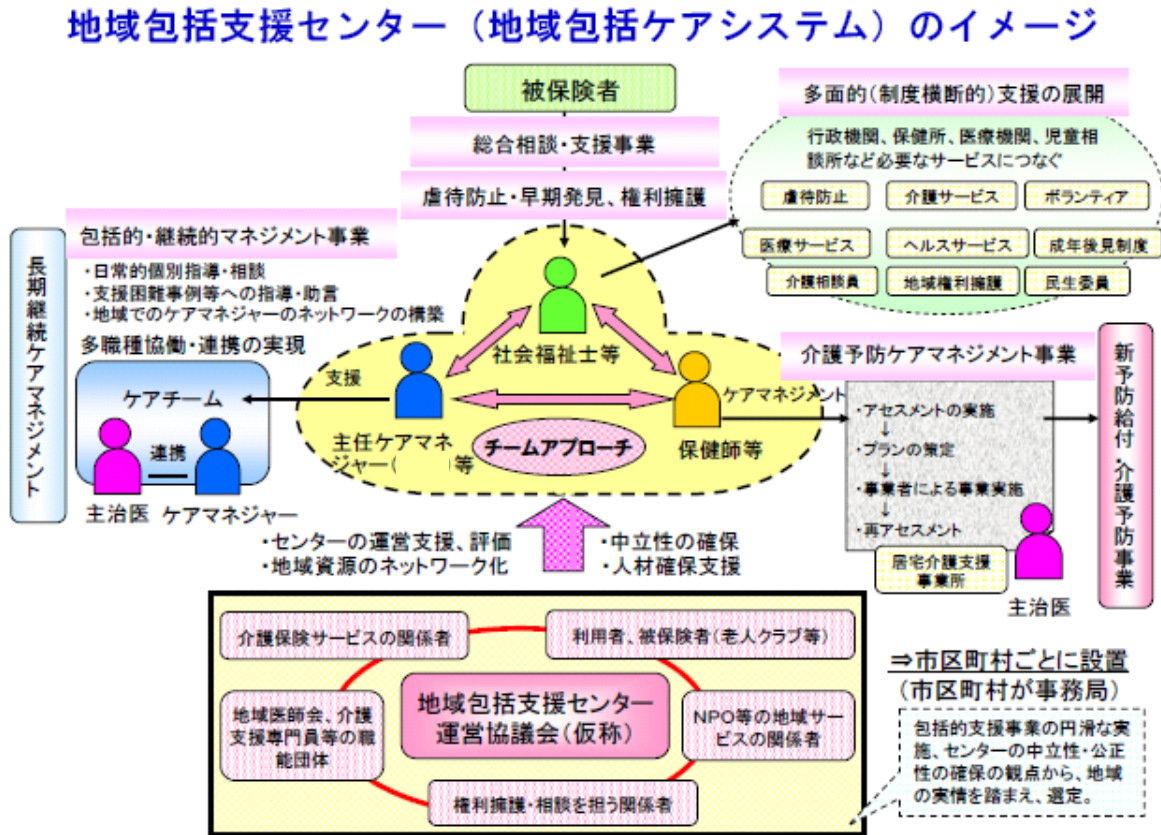 地域包括支援センター（地域包括ケアシステム）のイメージ
被保険者
総合相談・支援事業
虐待防止・早期発見、権利擁護
多面的(制度横断的)支援の展開
行政機関、保健所、医療機関、児童相
談所など必要なサービスにつなぐ
虐待防止
介護サービス
ボランティア
医療サービス
ヘルスサービス
成年後見制度
介護相談員
地域権利擁護
民生委員
長期継続ケアマネジメント
包括的・継続的マネジメント事業
・日常的個別指導・相談
・支援困難事例等への指導・助言
・地域でのケアマネジャーのネットワークの構築
多職種協働・連携の実現
ケアチーム
連携
主治医
ケアマネジャー
支援
社会福祉士等
主任ケアマネ
ジャー(　　)等
チームアプローチ
保健師等
ケアマネジメント
介護予防ケアマネジメント事業
・アセスメントの実施
↓
・プランの策定
↓
・事業者による事業実施
↓
・再アセスメント
居宅介護支援
事業所
主治医
新予防給付・介護予防事業
・センターの運営支援、評価
・地域資源のネットワーク化
・中立性の確保
・人材確保支援
介護保険サービスの関係者
利用者、被保険者(老人クラブ等)
地域医師会、介護
支援専門員等の職
能団体
地域包括支援センター
運営協議会(仮称)
NPO等の地域サー
ビスの関係者
権利擁護・相談を担う関係者
⇒市区町村ごとに設置
(市区町村が事務局)
包括的支援事業の円滑な実
施、センターの中立性・公正
性の確保の観点から、地域
の実情を踏まえ、選定。